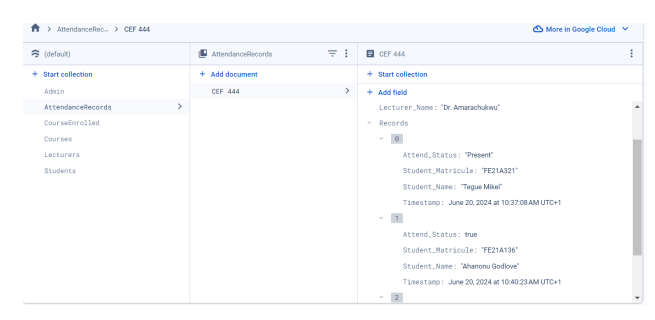 AttendanceRec... > CEF 444
More in Google Cloud
(default)
+ Start collection
Admin
AttendanceRecords >
CourseEnrolled
Courses
Lecturers
Students
AttendanceRecords
+ Add document
CEF 444 >
CEF 444
+ Start collection
+ Add field
Lecturer_Name: "Dr. Amarachukwu"
Records
0
Attend_Status: "Present"
Student_Matricule: "FE21A321"
Student_Name: "Tegue Mikel"
Timestamp: June 20, 2024 at 10:37:08 AM UTC+1
1
Attend_Status: true
Student_Matricule: "FE21A136"
Student_Name: "Ahanonu Godlove"
Timestamp: June 20, 2024 at 10:40:23 AM UTC+1
2